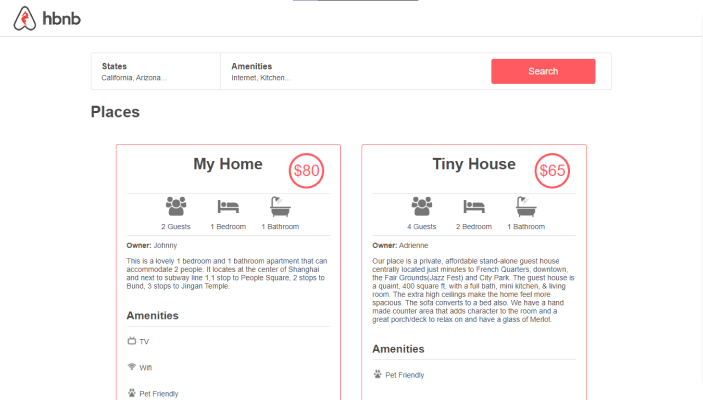 hbnb
States
California, Arizona...
Amenities
Internet, Kitchen...
Search
Places
My Home
$80
2 Guests
1 Bedroom
1 Bathroom
Owner: Johnny
This is a lovely 1 bedroom and 1 bathroom apartment that can
accommodate 2 people. It locates at the center of Shanghai
and next to subway line 1,1 stop to People Square, 2 stops to
Bund, 3 stops to Jingan Temple.
Amenities
TV
Wifi
Pet Friendly
Tiny House
$65
4 Guests
2 Bedroom
1 Bathroom
Owner: Adrienne
Our place is a private, affordable stand-alone guest house
centrally located just minutes to French Quarters, downtown,
the Fair Grounds(Jazz Fest) and City Park. The guest house is
a quaint, 400 square ft. with a full bath, mini kitchen, & living
room. The extra high ceilings make the home feel more
spacious. The sofa converts to a bed also. We have a hand
made counter area that adds character to the room and a
great porch/deck to relax on and have a glass of Merlot.
Amenities
Pet Friendly